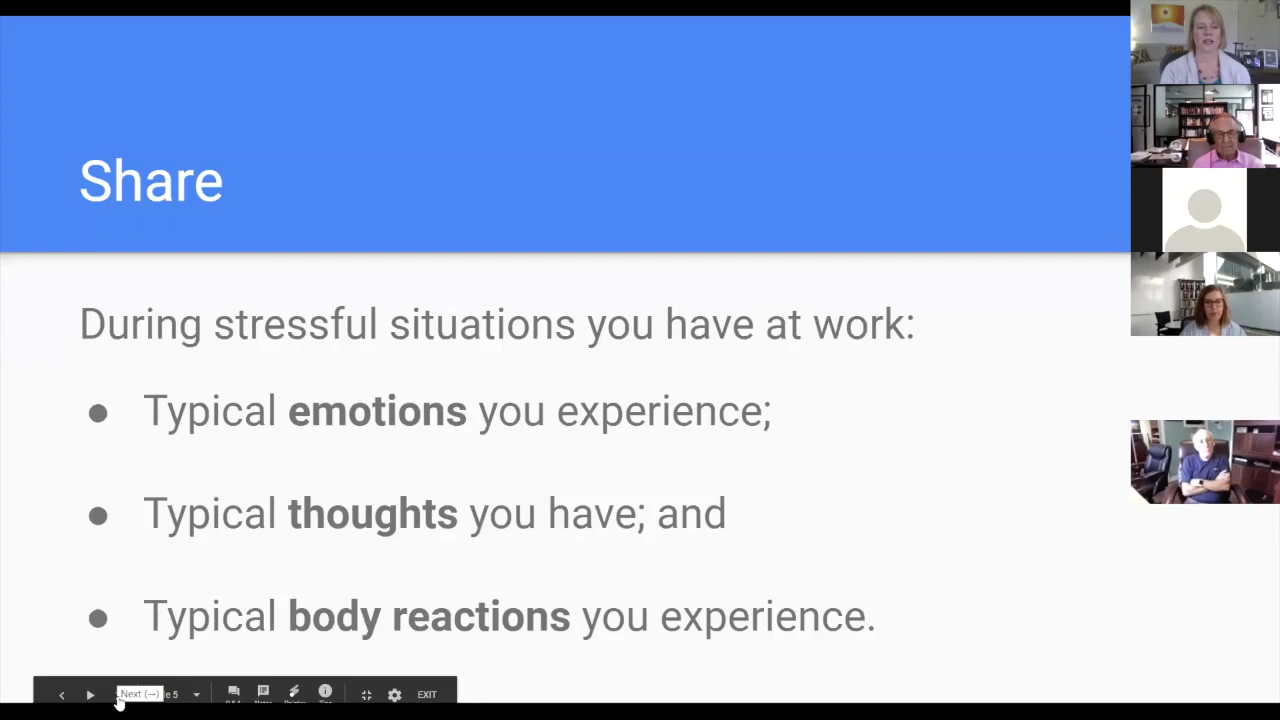 Share
During stressful situations you have at work:
● Typical emotions you experience;
● Typical thoughts you have; and
● Typical body reactions you experience.
Next (→) e 5 EXIT